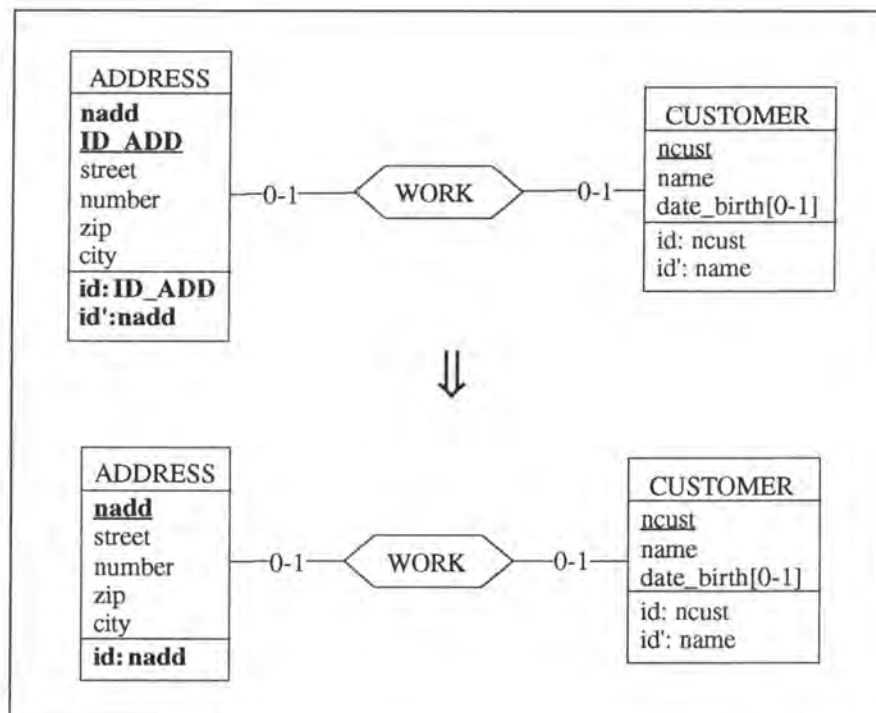 ADDRESS
nadd
ID_ADD
street
number
zip
city
id: ID_ADD
id':nadd
0-1
WORK
0-1
CUSTOMER
ncust
name
date_birth[0-1]
id: ncust
id': name
⇓
ADDRESS
nadd
street
number
zip
city
id: nadd
0-1
WORK
0-1
CUSTOMER
ncust
name
date_birth[0-1]
id: ncust
id': name